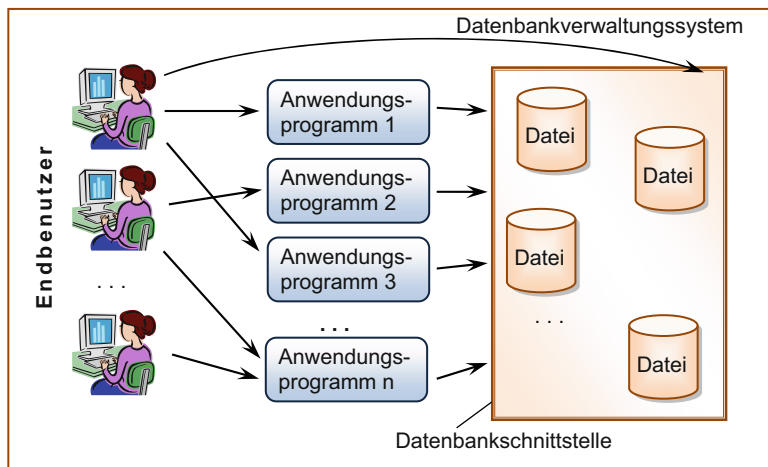 Datenbankverwaltungssystem
Endbenutzer
Anwendungs-
programm 1
Anwendungs-
programm 2
Anwendungs-
programm 3
...
Anwendungs-
programm n
...
Datei
Datei
Datei
...
Datei
Datenbankschnittstelle